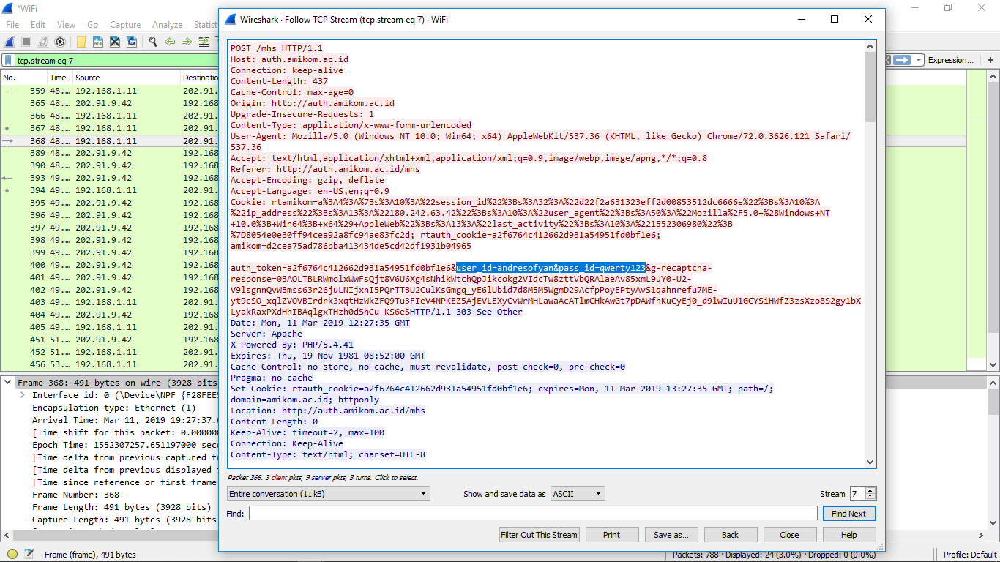 *WiFi
File Edit View Go Capture Analyze Statist
tcp.stream eq 7
Expression... +
No. Time Source Destinatio
359 48.... 192.168.1.11 202.91.
365 48.... 202.91.9.42 192.168
366 48.... 192.168.1.11 202.91.
367 48.... 192.168.1.11 202.91.
368 48.... 192.168.1.11 202.91.
389 48.... 202.91.9.42 192.168
390 48.... 202.91.9.42 192.168
393 49.... 202.91.9.42 192.168
394 49.... 192.168.1.11 202.91.
395 49.... 202.91.9.42 192.168
396 49.... 202.91.9.42 192.168
397 49.... 202.91.9.42 192.168
398 49.... 202.91.9.42 192.168
399 49.... 202.91.9.42 192.168
400 49.... 192.168.1.11 202.91.
401 49.... 202.91.9.42 192.168
402 49.... 202.91.9.42 192.168
403 49.... 192.168.1.11 202.91.
404 49.... 202.91.9.42 192.168
405 49.... 192.168.1.11 202.91.
451 51.... 202.91.9.42 192.168
452 51.... 192.168.1.11 202.91.
456 53.... 192.168.1.11 202.91.
Frame 368: 491 bytes on wire (3928 bits
Interface id: 0 (\Device\NPF_{F28FEE5
Encapsulation type: Ethernet (1)
Arrival Time: Mar 11, 2019 19:27:37.6
[Time shift for this packet: 0.000000
Epoch Time: 1552307257.651197000 seco
[Time delta from previous captured fr
[Time delta from previous displayed f
[Time since reference or first frame
Frame Number: 368
Frame Length: 491 bytes (3928 bits)
Capture Length: 491 bytes (3928 bits
Frame (frame), 491 bytes
Packets: 788 · Displayed: 24 (3.0%) · Dropped: 0 (0.0%)
Profile: Default
Wireshark · Follow TCP Stream (tcp.stream eq 7) · WiFi
POST /mhs HTTP/1.1
Host: auth.amikom.ac.id
Connection: keep-alive
Content-Length: 437
Cache-Control: max-age=0
Origin: http://auth.amikom.ac.id
Upgrade-Insecure-Requests: 1
Content-Type: application/x-www-form-urlencoded
User-Agent: Mozilla/5.0 (Windows NT 10.0; Win64; x64) AppleWebKit/537.36 (KHTML, like Gecko) Chrome/72.0.3626.121 Safari/
537.36
Accept: text/html,application/xhtml+xml,application/xml;q=0.9,image/webp,image/apng,*/*;q=0.8
Referer: http://auth.amikom.ac.id/mhs
Accept-Encoding: gzip, deflate
Accept-Language: en-US,en;q=0.9
Cookie: rtamikom=a%3A4%3A%7Bs%3A10%3A%22session_id%22%3Bs%3A32%3A%22d22f2a631323eff2d00853512dc6666e%22%3Bs%3A10%3A
%22ip_address%22%3Bs%3A13%3A%22180.242.63.42%22%3Bs%3A10%3A%22user_agent%22%3Bs%3A50%3A%22Mozilla%2F5.0+%28Windows+NT
+10.0%3B+Win64%3B+x64%29+AppleWeb%22%3Bs%3A13%3A%22last_activity%22%3Bs%3A10%3A%221552306980%22%3B
%7D8054e0e30ff94cea92a8fc94ae83fc2d; rtauth_cookie=a2f6764c412662d931a54951fd0bf1e6;
amikom=d2cea75ad786bba413434de5cd42df1931b04965
auth_token=a2f6764c412662d931a54951fd0bf1e6&user_id=andresofyan&pass_id=qwerty123&g-recaptcha-
response=03AOLTBLRWmolxWwFsQjt8V6U6Xg4sNhikWtchQpJikcokg2VIdcTw8zttVbQRAlaeAv85xmL9uY0-U2-
V9lsgnnQvWBmss63r26juLNIjxnI5PQrTTBU2CulKsGmgq_yE6lUbid7d8M5M5WgmD29AcfpPoyEPtyAvS1qahnrefu7ME-
yt9cSO_xqlZVOVBIrdrk3xqtHzWkZFQ9Tu3FIeV4NPKEZ5AjEVLEXyCvWrMHLawaAcATlmCHkAwGt7pDAWfhKuCyEj0_d9lwIuU1GCYSiHWfZ3zsXzo8S2gy1bX
LyakRaxPXdHhIBAqlgxTHzh0dShCu-KS6eSHTTP/1.1 303 See Other
Date: Mon, 11 Mar 2019 12:27:35 GMT
Server: Apache
X-Powered-By: PHP/5.4.41
Expires: Thu, 19 Nov 1981 08:52:00 GMT
Cache-Control: no-store, no-cache, must-revalidate, post-check=0, pre-check=0
Pragma: no-cache
Set-Cookie: rtauth_cookie=a2f6764c412662d931a54951fd0bf1e6; expires=Mon, 11-Mar-2019 13:27:35 GMT; path=/;
domain=amikom.ac.id; httponly
Location: http://auth.amikom.ac.id/mhs
Content-Length: 0
Keep-Alive: timeout=2, max=100
Connection: Keep-Alive
Content-Type: text/html; charset=UTF-8
Packet 368. 3 client pkts, 9 server pkts, 3 turns. Click to select.
Entire conversation (11 kB) Show and save data as ASCII Stream 7
Find: Find Next
Filter Out This Stream Print Save as... Back Close Help